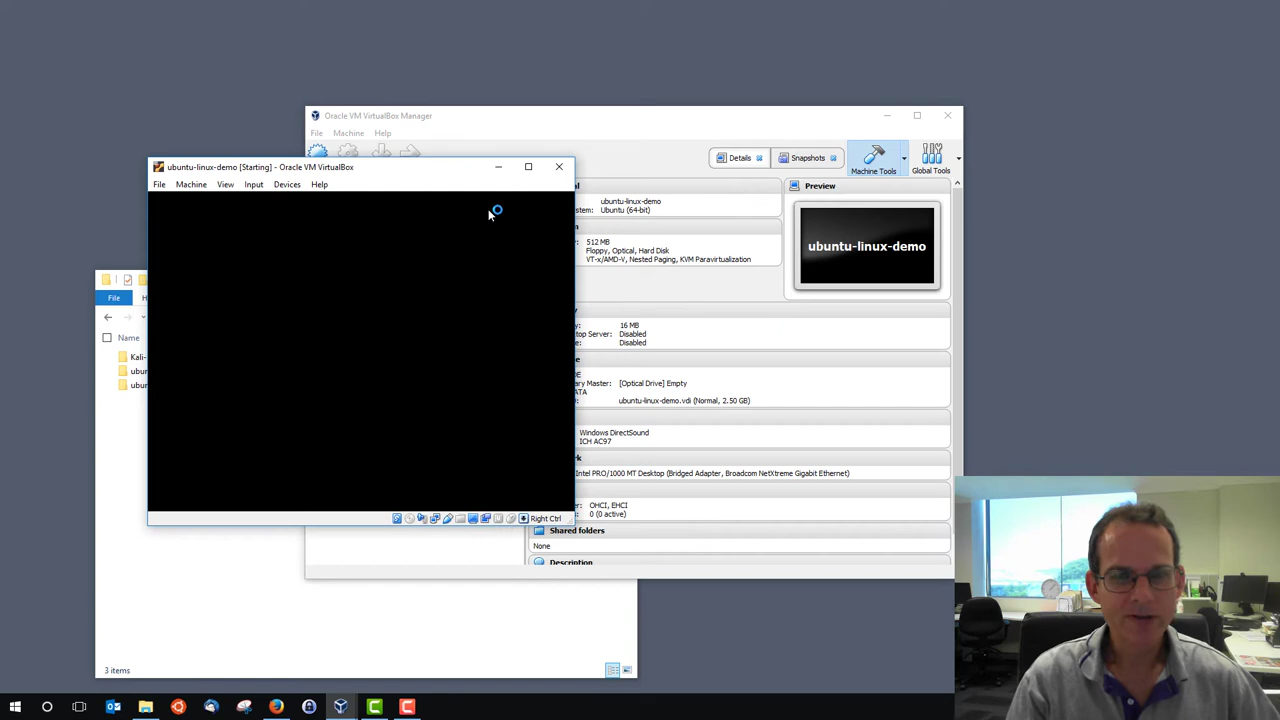 Oracle VM VirtualBox Manager
File Machine Help
Details
Snapshots
Machine Tools
Global Tools
ubuntu-linux-demo [Starting] - Oracle VM VirtualBox
File Machine View Input Devices Help
Preview
ubuntu-linux-demo
ubuntu-linux-demo
Ubuntu (64-bit)
512 MB
Floppy, Optical, Hard Disk
VT-x/AMD-V, Nested Paging, KVM Paravirtualization
16 MB
Disabled
Disabled
[Optical Drive] Empty
ubuntu-linux-demo.vdi (Normal, 2.50 GB)
Windows DirectSound
ICH AC97
Intel PRO/1000 MT Desktop (Bridged Adapter, Broadcom NetXtreme Gigabit Ethernet)
OHCI, EHCI
0 (0 active)
Shared folders
None
Description
Right Ctrl
File
Name
Kali-
ubun
ubun
3 items